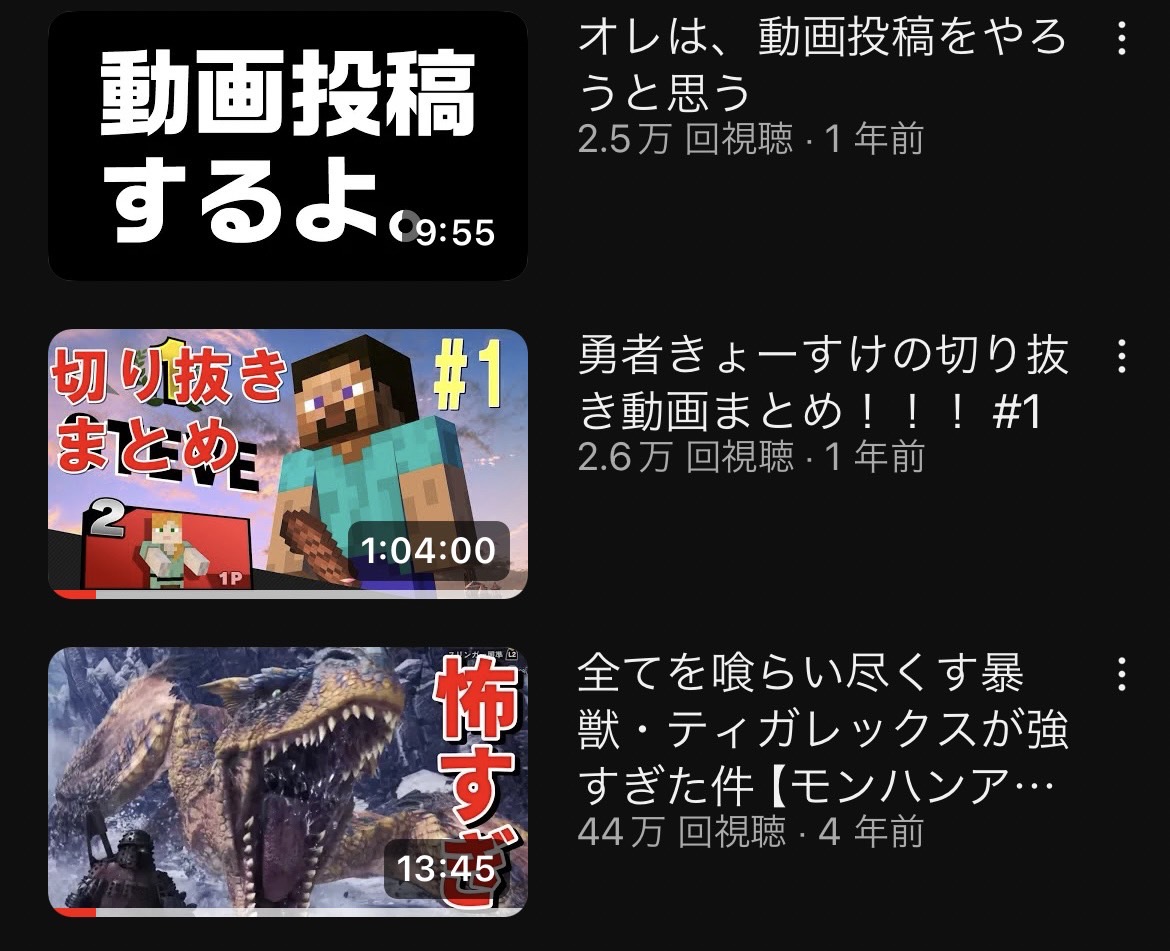 動画投稿
するよ。
9:55
オレは、動画投稿をやろ
うと思う
2.5万 回視聴 · 1 年前
切り抜き
まとめ
#1
1
STEVE
2
1P
1:04:00
勇者きょーすけの切り抜
き動画まとめ！！！ #1
2.6万 回視聴 · 1 年前
L2
怖すぎ
13:45
全てを喰らい尽くす暴
獣・ティガレックスが強
すぎた件【モンハンア…
44万 回視聴 · 4 年前